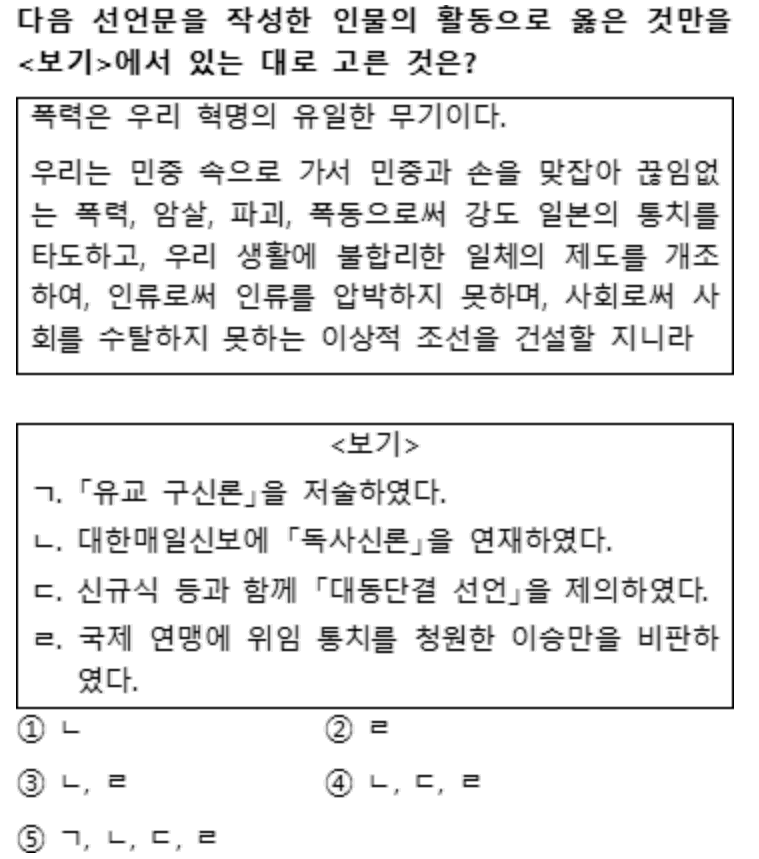 다음 선언문을 작성한 인물의 활동으로 옳은 것만을
<보기>에서 있는 대로 고른 것은?
폭력은 우리 혁명의 유일한 무기이다.
우리는 민중 속으로 가서 민중과 손을 맞잡아 끊임없
는 폭력, 암살, 파괴, 폭동으로써 강도 일본의 통치를
타도하고, 우리 생활에 불합리한 일체의 제도를 개조
하여, 인류로써 인류를 압박하지 못하며, 사회로써 사
회를 수탈하지 못하는 이상적 조선을 건설할 지니라
<보기>
ㄱ. 「유교 구신론」을 저술하였다.
ㄴ. 대한매일신보에 「독사신론」을 연재하였다.
ㄷ. 신규식 등과 함께 「대동단결 선언」을 제의하였다.
ㄹ. 국제 연맹에 위임 통치를 청원한 이승만을 비판하
였다.
① ㄴ ② ㄹ
③ ㄴ, ㄹ ④ ㄴ, ㄷ, ㄹ
⑤ ㄱ, ㄴ, ㄷ, ㄹ